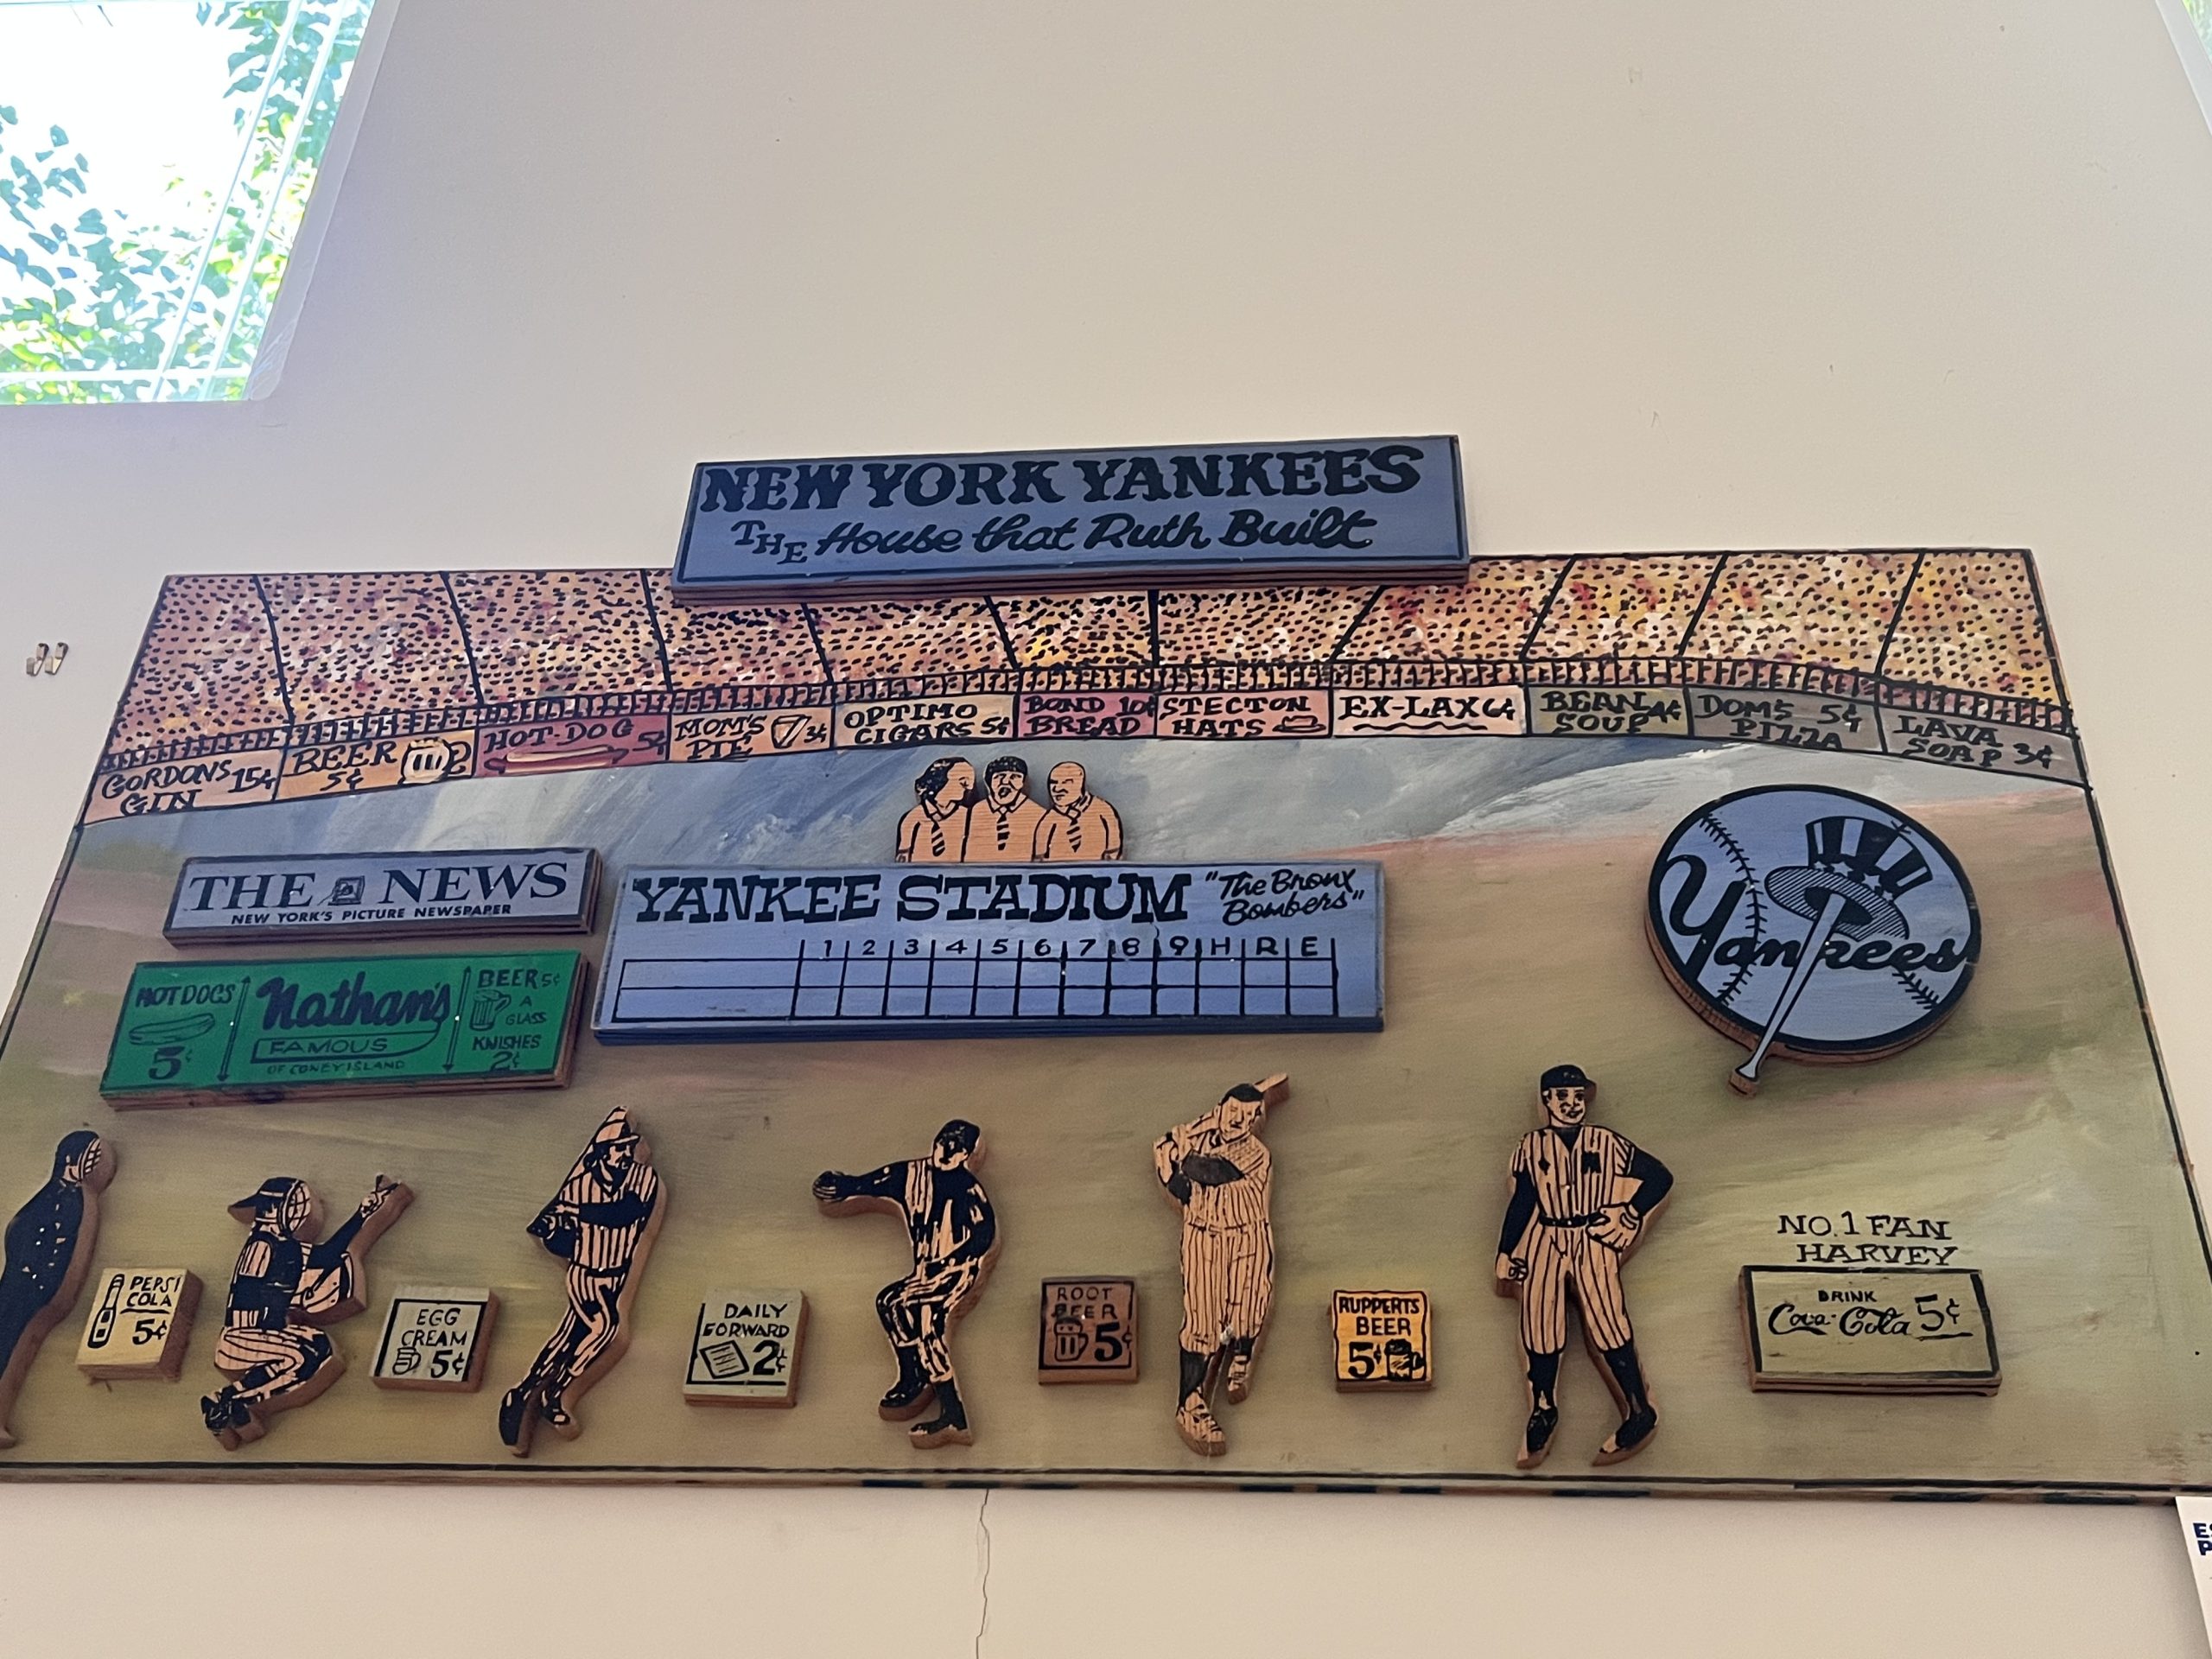 NEW YORK YANKEES
THE House that Ruth Built
GORDONS 15¢
GIN
BEER
5¢
HOT-DOG 5¢
MOM'S
PIE 3¢
OPTIMO
CIGARS 5¢
BOND 10¢
BREAD
STECTON
HATS
EX-LAX 6¢
BEAN 4¢
SOUP
DOMS 5¢
PIZZA
LAVA
SOAP 3¢
THE NEWS
NEW YORK'S PICTURE NEWSPAPER
YANKEE STADIUM "The Bronx
Bombers"
1 2 3 4 5 6 7 8 9 H R E
Yankees
HOT DOGS
5¢
Nathan's
FAMOUS
OF CONEY ISLAND
BEER 5¢
A
GLASS
KNISHES
2¢
PEPSI
COLA
5¢
EGG
CREAM
5¢
DAILY
FORWARD
2¢
ROOT
BEER
5¢
RUPPERTS
BEER
5¢
NO.1 FAN
HARVEY
DRINK
Coca-Cola 5¢